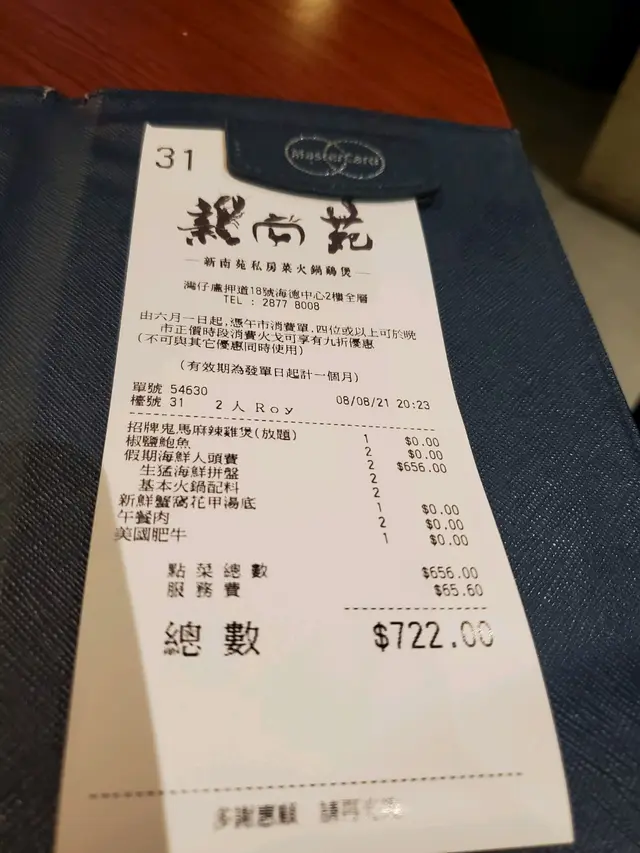 MasterCard
31
新南苑
新南苑私房菜火鍋鷄煲
灣仔盧押道18號海德中心2樓全層
TEL : 2877 8008
由六月一日起,憑午市消費單,四位或以上可於晚
市正價時段消費火戈可享有九折優惠
(不可與其它優惠同時使用)
(有效期為發單日起計一個月)
單號 54630
檯號 31 2 人 Roy 08/08/21 20:23
招牌鬼馬麻辣雞煲(放題) 1 $0.00
椒鹽鮑魚 2 $0.00
假期海鮮人頭費 2 $656.00
生猛海鮮拼盤 2
基本火鍋配料 2
新鮮蟹窩花甲湯底 1 $0.00
午餐肉 2 $0.00
美國肥牛 1 $0.00
點菜總數 $656.00
服務費 $65.60
總數 $722.00
多謝惠顧 請再光臨